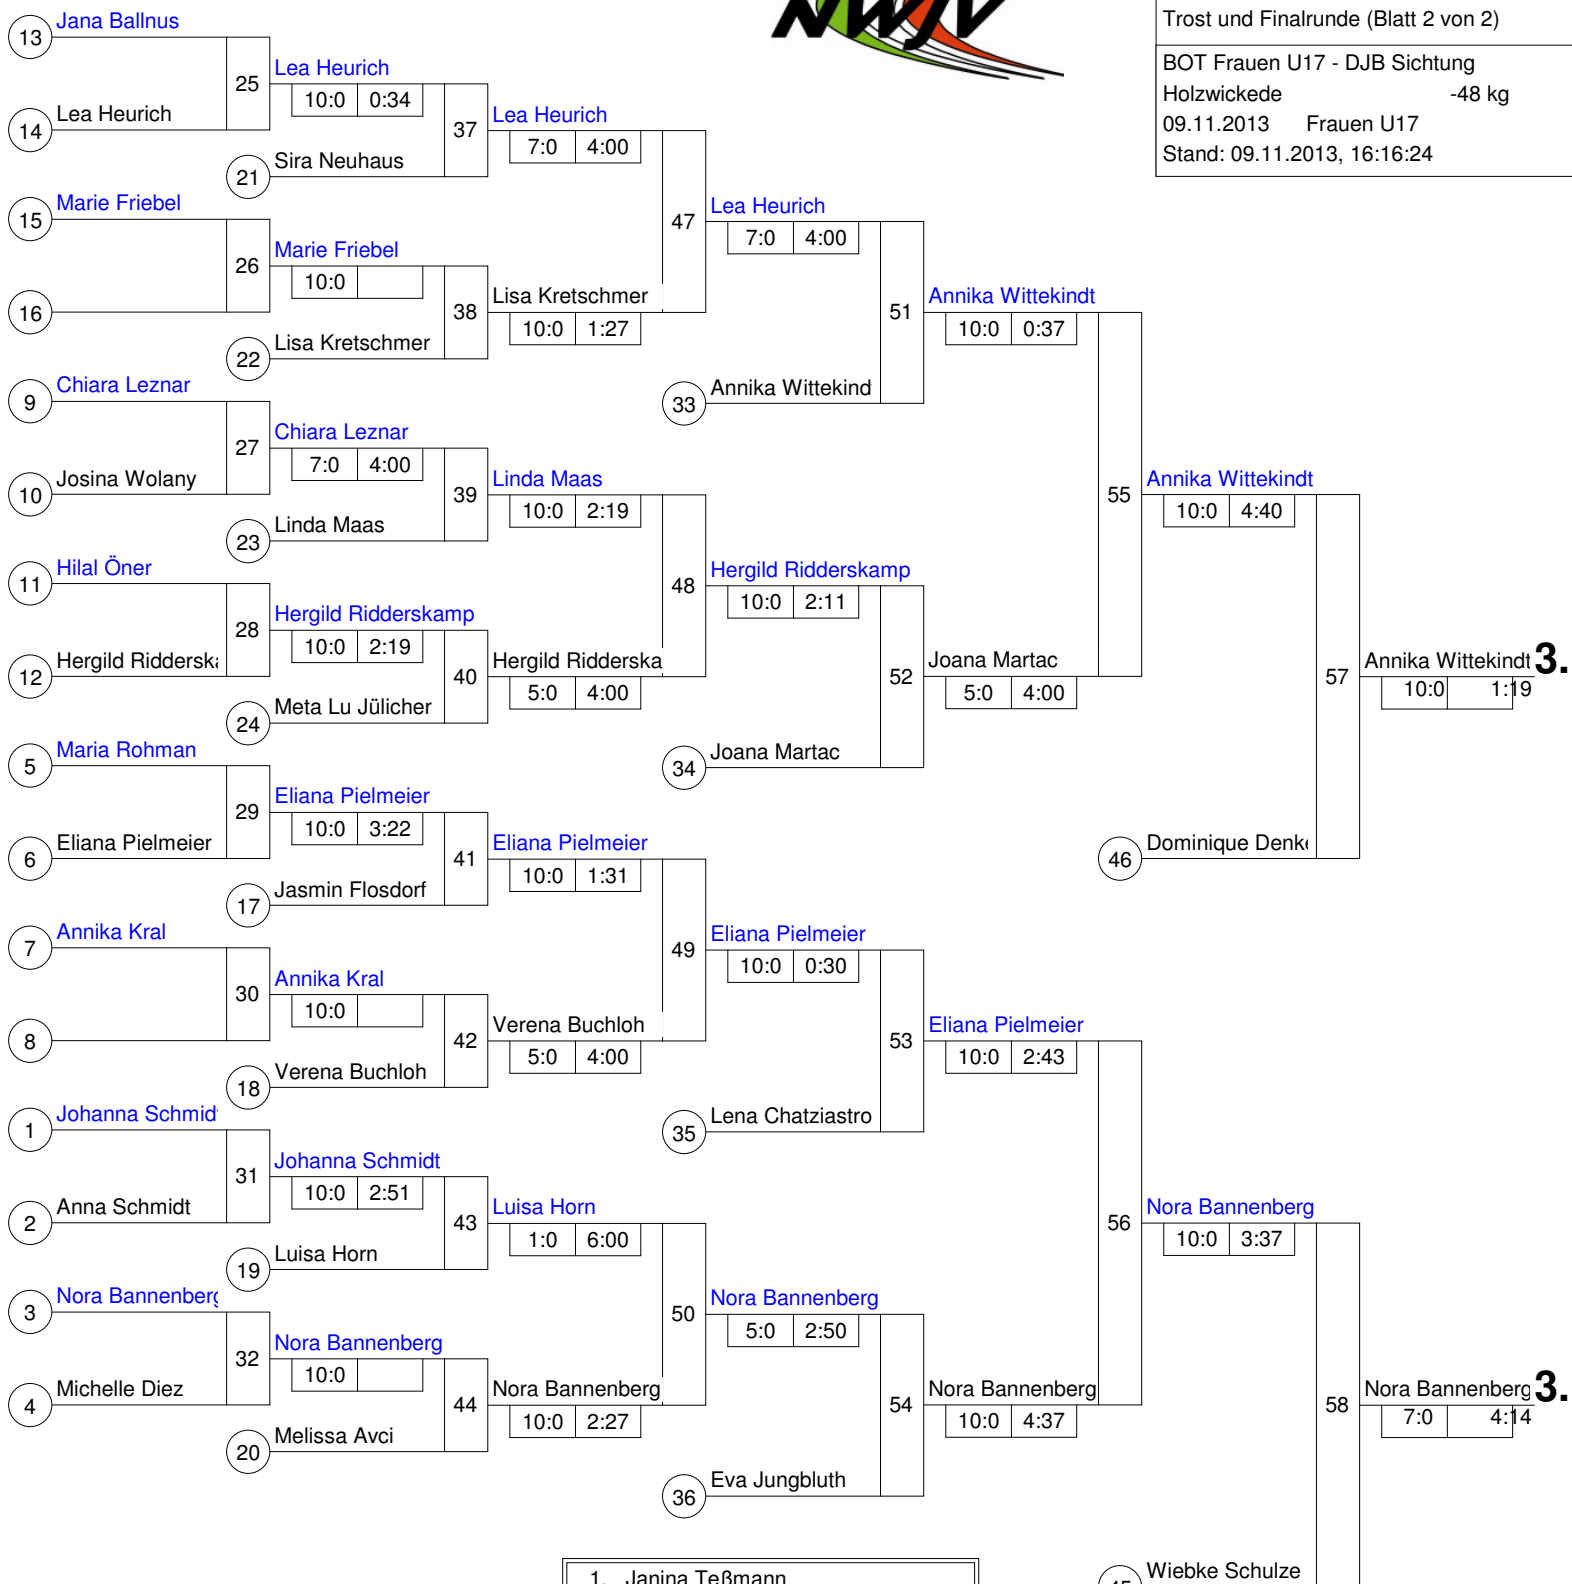 NWJV
Trost und Finalrunde (Blatt 2 von 2)
BOT Frauen U17 - DJB Sichtung
Holzwickede -48 kg
09.11.2013 Frauen U17
Stand: 09.11.2013, 16:16:24
13 Jana Ballnus
25 Lea Heurich
10:0 0:34
14 Lea Heurich
37 Lea Heurich
7:0 4:00
21 Sira Neuhaus
15 Marie Friebel
47 Lea Heurich
7:0 4:00
26 Marie Friebel
10:0
16
38 Lisa Kretschmer
10:0 1:27
22 Lisa Kretschmer
51 Annika Wittekindt
10:0 0:37
9 Chiara Leznar
33 Annika Wittekind
27 Chiara Leznar
7:0 4:00
10 Josina Wolany
39 Linda Maas
10:0 2:19
23 Linda Maas
55 Annika Wittekindt
10:0 4:40
11 Hilal Öner
48 Hergild Ridderskamp
10:0 2:11
28 Hergild Ridderskamp
10:0 2:19
12 Hergild Riddersk
40 Hergild Ridderska
5:0 4:00
24 Meta Lu Jülicher
52 Joana Martac
5:0 4:00
57 Annika Wittekindt 3.
10:0 1:19
5 Maria Rohman
34 Joana Martac
29 Eliana Pielmeier
10:0 3:22
6 Eliana Pielmeier
41 Eliana Pielmeier
10:0 1:31
46 Dominique Denk
17 Jasmin Flosdorf
7 Annika Kral
49 Eliana Pielmeier
10:0 0:30
30 Annika Kral
10:0
8
42 Verena Buchloh
5:0 4:00
18 Verena Buchloh
53 Eliana Pielmeier
10:0 2:43
1 Johanna Schmid
35 Lena Chatziastro
31 Johanna Schmidt
10:0 2:51
2 Anna Schmidt
43 Luisa Horn
1:0 6:00
19 Luisa Horn
56 Nora Bannenberg
10:0 3:37
3 Nora Bannenberg
50 Nora Bannenberg
5:0 2:50
32 Nora Bannenberg
10:0
4 Michelle Diez
44 Nora Bannenberg
10:0 2:27
20 Melissa Avci
54 Nora Bannenberg
10:0 4:37
58 Nora Bannenberg 3.
7:0 4:14
36 Eva Jungbluth
1. Janina Teßmann
45 Wiebke Schulze